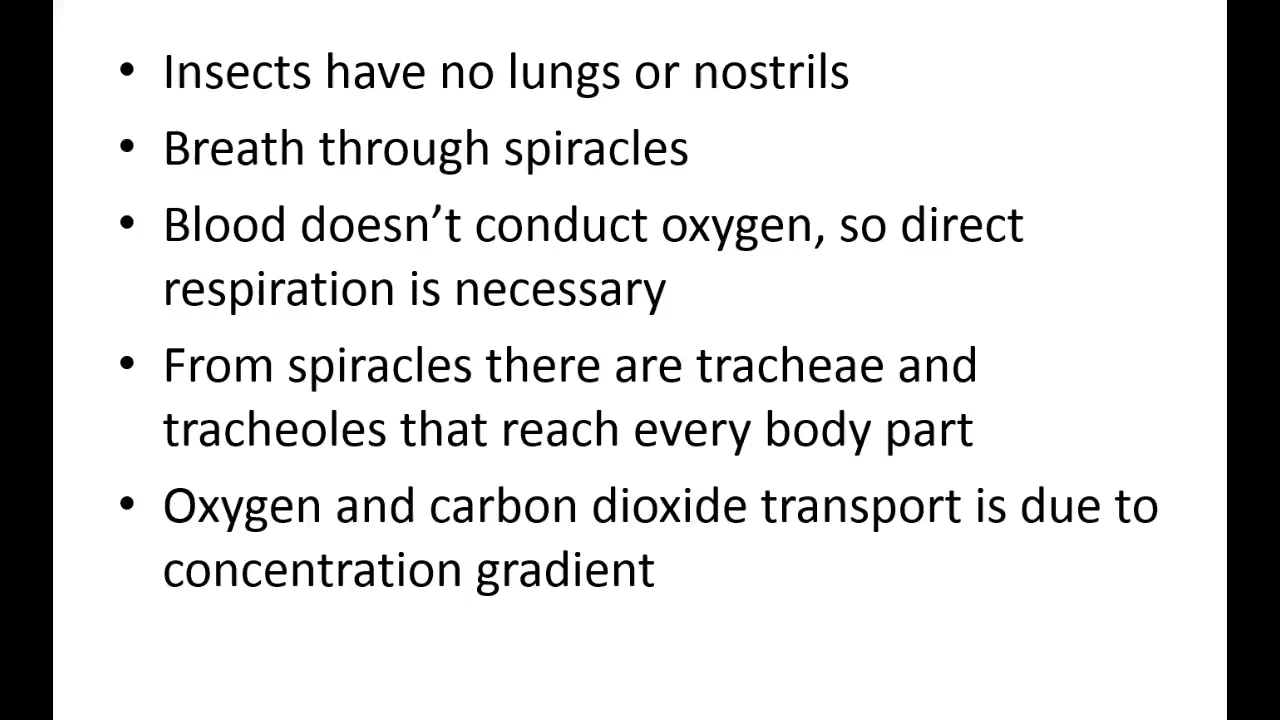 • Insects have no lungs or nostrils
• Breath through spiracles
• Blood doesn’t conduct oxygen, so direct
respiration is necessary
• From spiracles there are tracheae and
tracheoles that reach every body part
• Oxygen and carbon dioxide transport is due to
concentration gradient